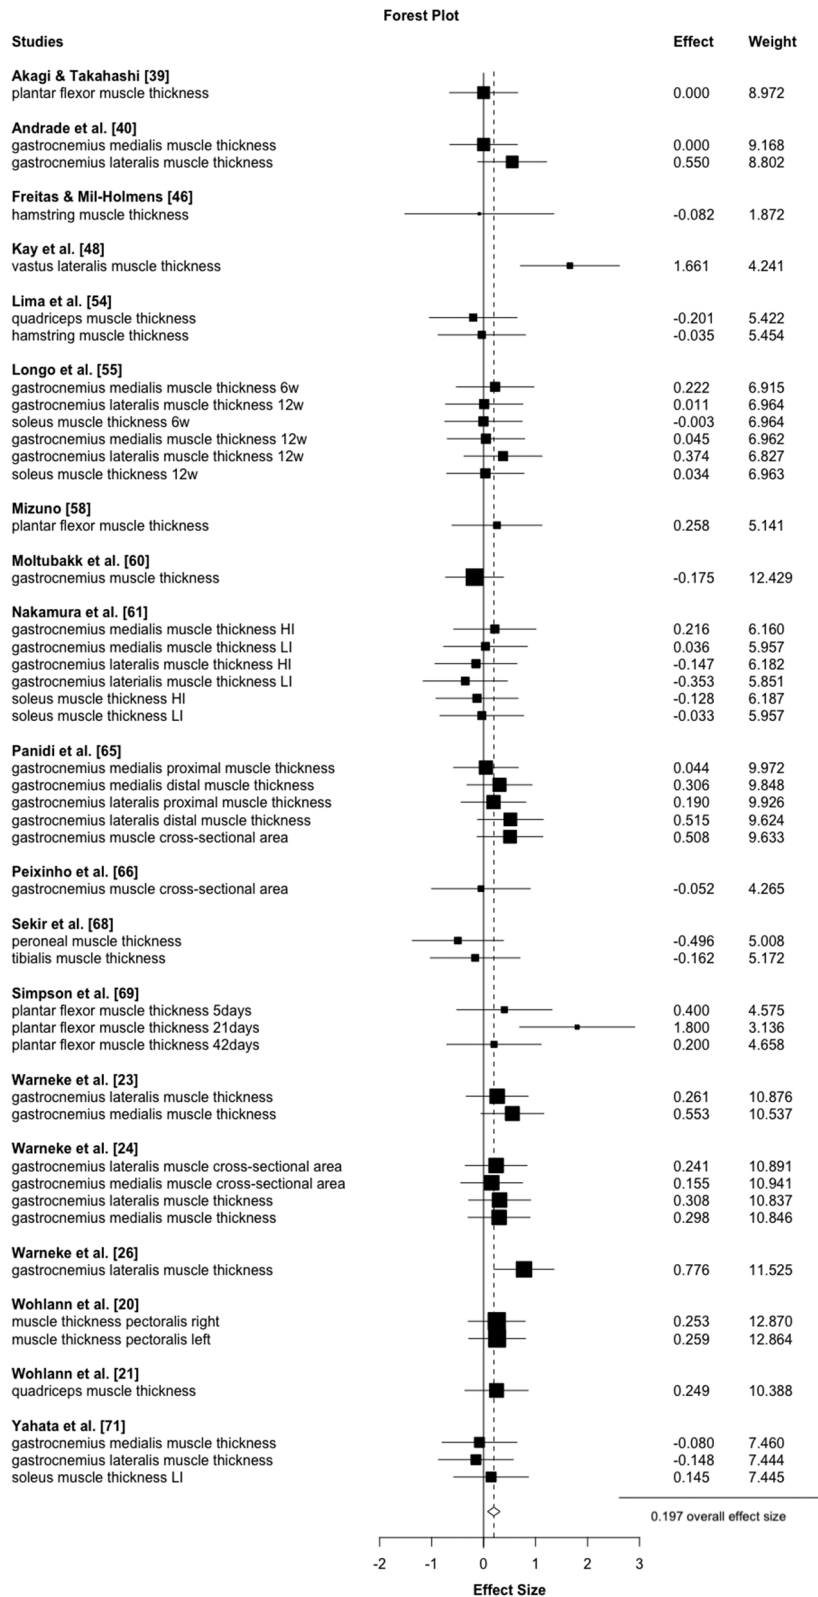 Forest Plot
Studies Effect Weight
Akagi & Takahashi [39]
plantar flexor muscle thickness 0.000 8.972
Andrade et al. [40]
gastrocnemius medialis muscle thickness 0.000 9.168
gastrocnemius lateralis muscle thickness 0.550 8.802
Freitas & Mil-Holmens [46]
hamstring muscle thickness -0.082 1.872
Kay et al. [48]
vastus lateralis muscle thickness 1.661 4.241
Lima et al. [54]
quadriceps muscle thickness -0.201 5.422
hamstring muscle thickness -0.035 5.454
Longo et al. [55]
gastrocnemius medialis muscle thickness 6w 0.222 6.915
gastrocnemius lateralis muscle thickness 12w 0.011 6.964
soleus muscle thickness 6w -0.003 6.964
gastrocnemius medialis muscle thickness 12w 0.045 6.962
gastrocnemius lateralis muscle thickness 12w 0.374 6.827
soleus muscle thickness 12w 0.034 6.963
Mizuno [58]
plantar flexor muscle thickness 0.258 5.141
Moltubakk et al. [60]
gastrocnemius muscle thickness -0.175 12.429
Nakamura et al. [61]
gastrocnemius medialis muscle thickness HI 0.216 6.160
gastrocnemius medialis muscle thickness LI 0.036 5.957
gastrocnemius lateralis muscle thickness HI -0.147 6.182
gastrocnemius laterialis muscle thickness LI -0.353 5.851
soleus muscle thickness HI -0.128 6.187
soleus muscle thickness LI -0.033 5.957
Panidi et al. [65]
gastrocnemius medialis proximal muscle thickness 0.044 9.972
gastrocnemius medialis distal muscle thickness 0.306 9.848
gastrocnemius lateralis proximal muscle thickness 0.190 9.926
gastrocnemius lateralis distal muscle thickness 0.515 9.624
gastrocnemius muscle cross-sectional area 0.508 9.633
Peixinho et al. [66]
gastrocnemius muscle cross-sectional area -0.052 4.265
Sekir et al. [68]
peroneal muscle thickness -0.496 5.008
tibialis muscle thickness -0.162 5.172
Simpson et al. [69]
plantar flexor muscle thickness 5days 0.400 4.575
plantar flexor muscle thickness 21days 1.800 3.136
plantar flexor muscle thickness 42days 0.200 4.658
Warneke et al. [23]
gastrocnemius lateralis muscle thickness 0.261 10.876
gastrocnemius medialis muscle thickness 0.553 10.537
Warneke et al. [24]
gastrocnemius lateralis muscle cross-sectional area 0.241 10.891
gastrocnemius medialis muscle cross-sectional area 0.155 10.941
gastrocnemius lateralis muscle thickness 0.308 10.837
gastrocnemius medialis muscle thickness 0.298 10.846
Warneke et al. [26]
gastrocnemius lateralis muscle thickness 0.776 11.525
Wohlann et al. [20]
muscle thickness pectoralis right 0.253 12.870
muscle thickness pectoralis left 0.259 12.864
Wohlann et al. [21]
quadriceps muscle thickness 0.249 10.388
Yahata et al. [71]
gastrocnemius medialis muscle thickness -0.080 7.460
gastrocnemius lateralis muscle thickness -0.148 7.444
soleus muscle thickness LI 0.145 7.445
0.197 overall effect size
-2 -1 0 1 2 3
Effect Size